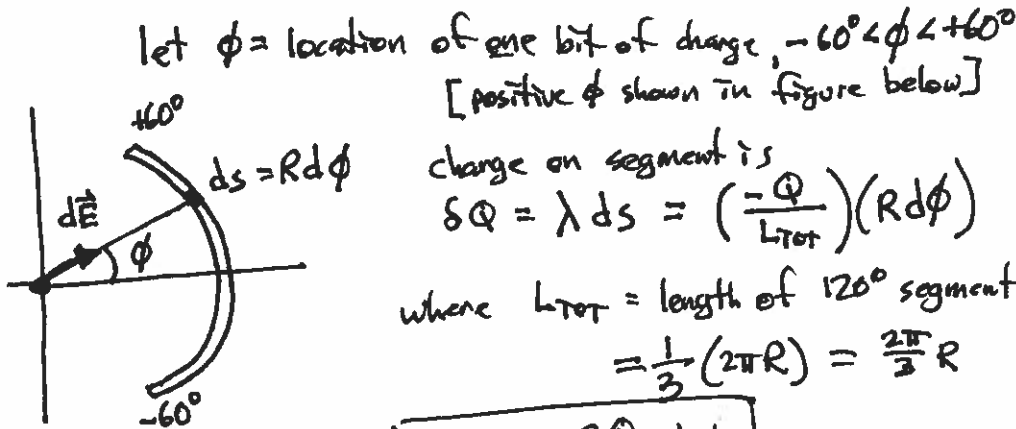 let ϕ = location of one bit of charge, -60° < ϕ < +60°
[positive ϕ shown in figure below]
+60°
ds = Rdϕ
charge on segment is
dE⃗
ϕ
δQ = λ ds = (-Q/L_TOT)(Rdϕ)
where L_TOT = length of 120° segment
= 1/3 (2πR) = 2π/3 R
-60°